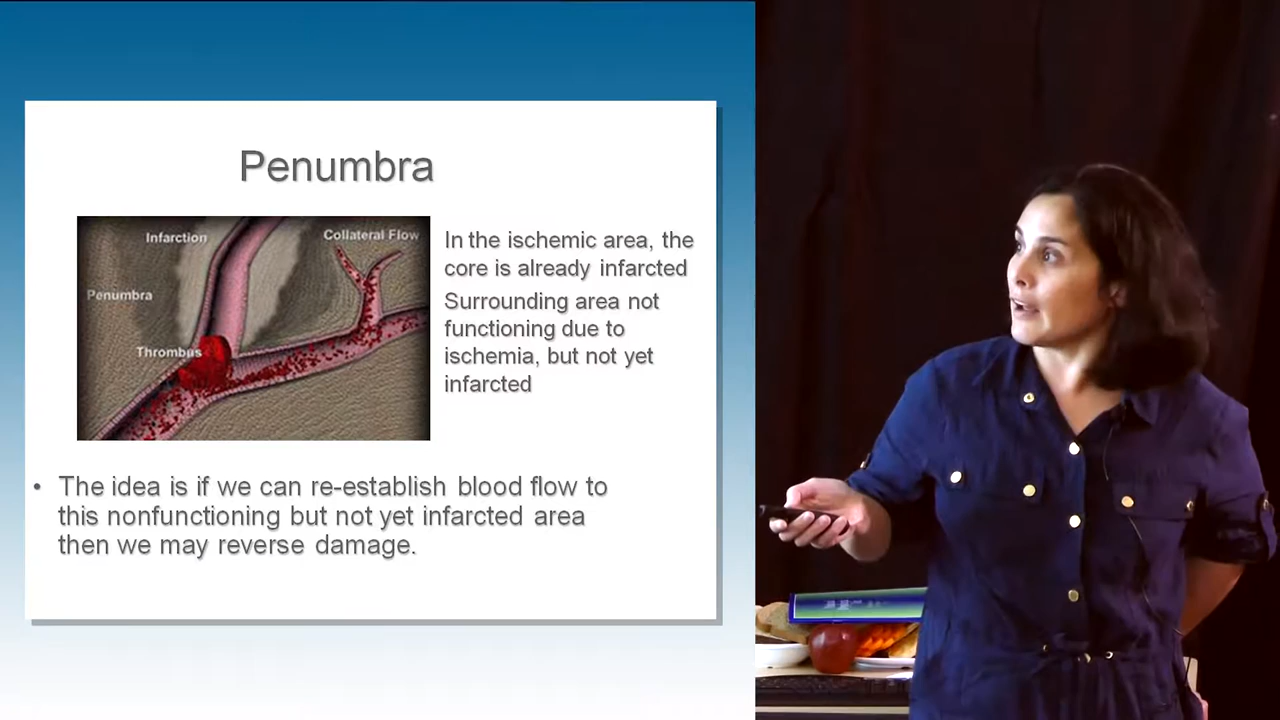 Penumbra
Infarction
Collateral Flow
Penumbra
Thrombus
In the ischemic area, the
core is already infarcted
Surrounding area not
functioning due to
ischemia, but not yet
infarcted
• The idea is if we can re-establish blood flow to
this nonfunctioning but not yet infarcted area
then we may reverse damage.